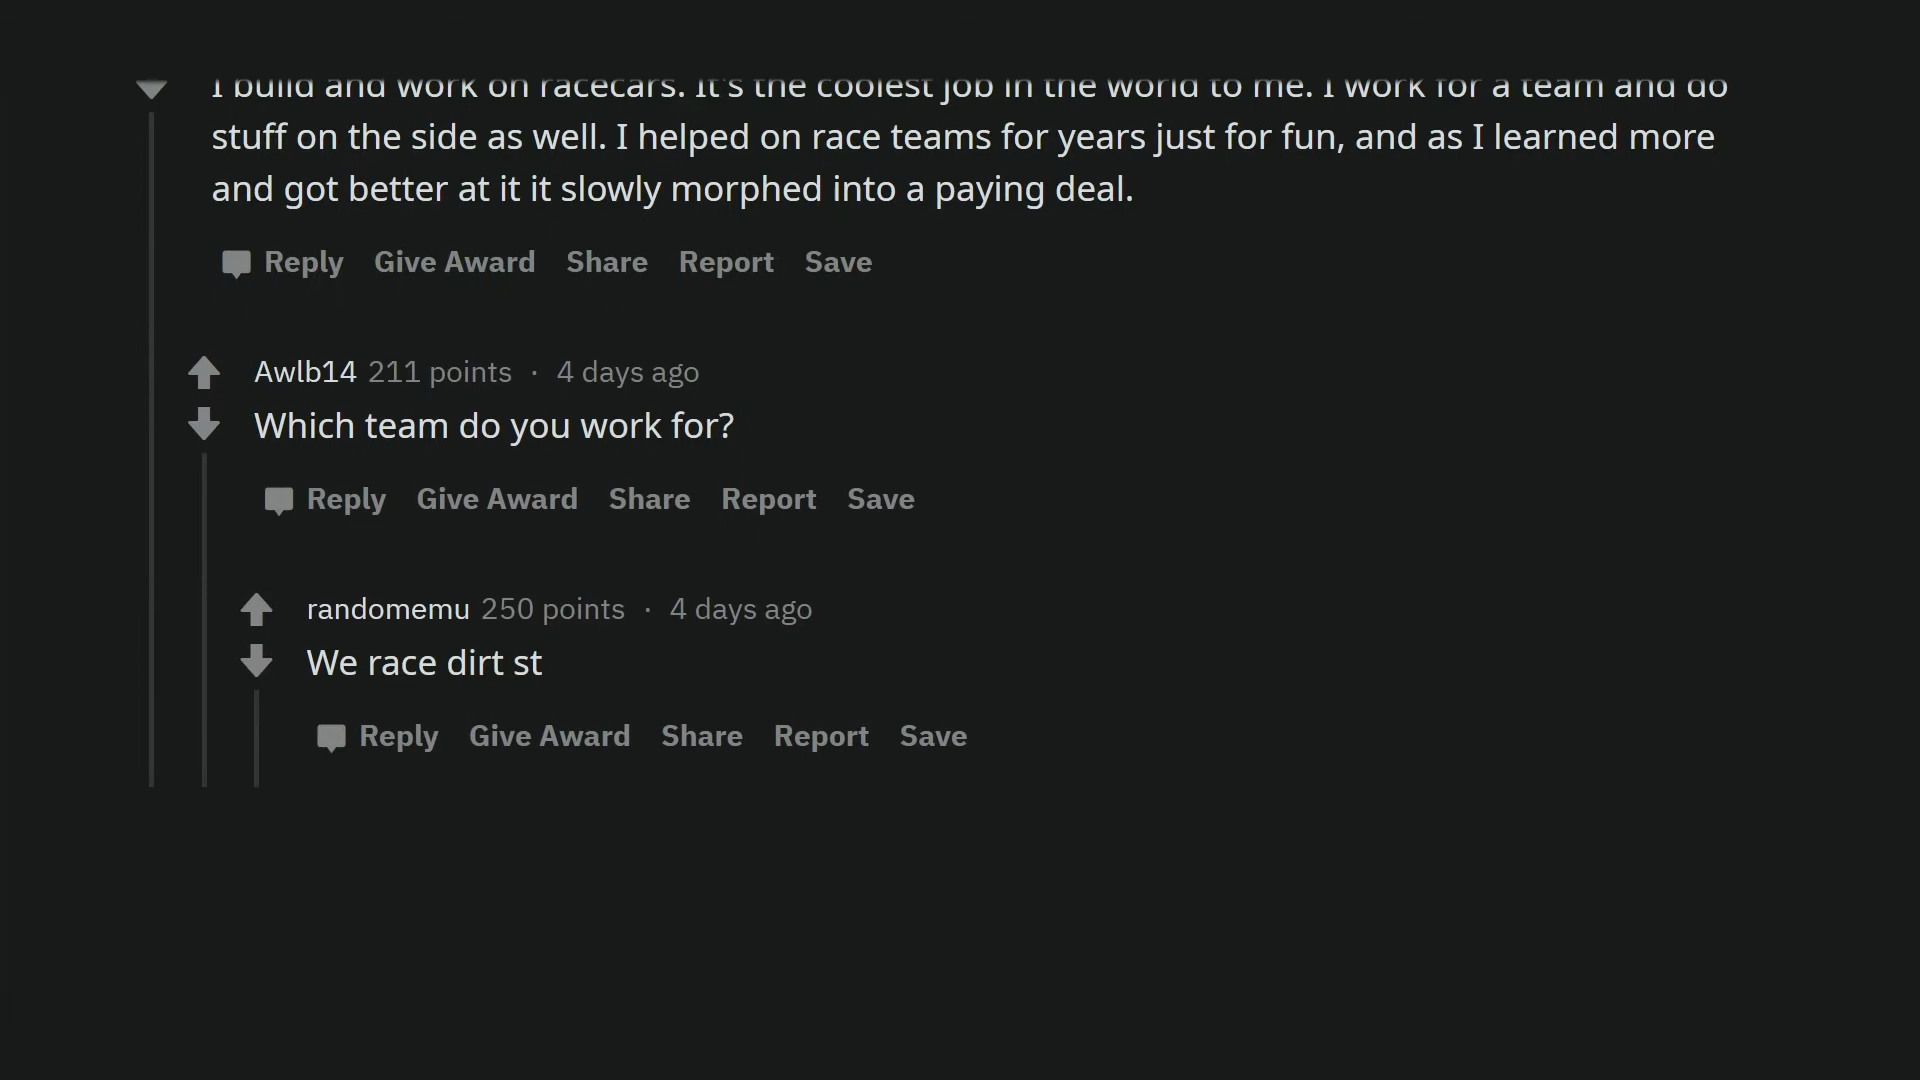 I build and work on racecars. It's the coolest job in the world to me. I work for a team and do
stuff on the side as well. I helped on race teams for years just for fun, and as I learned more
and got better at it it slowly morphed into a paying deal.
Reply Give Award Share Report Save
Awlb14 211 points · 4 days ago
Which team do you work for?
Reply Give Award Share Report Save
randomemu 250 points · 4 days ago
We race dirt st
Reply Give Award Share Report Save